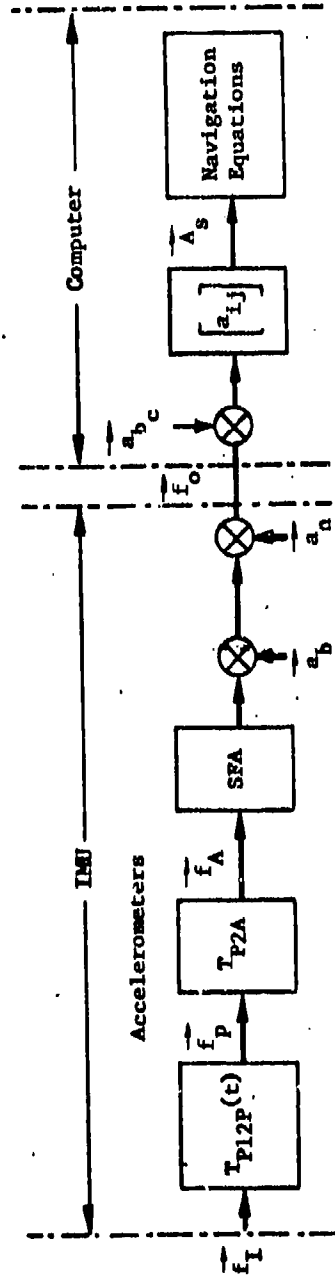 IMU
Computer
Accelerometers
f_I
T_P12P(t)
f_p
T_P2A
f_A
SFA
a_b
a_n
f_o
a_bc
[a_ij]
A_s
Navigation
Equations